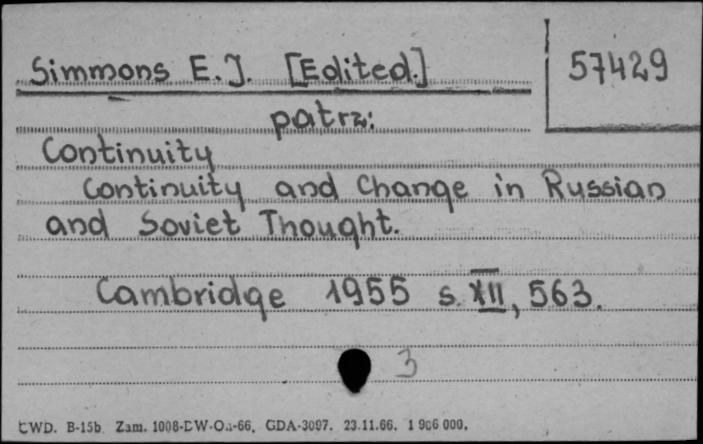 Simmons E.J. [Edited.] 57429
patrz:
Continuity
Continuity and Change in Russian
and Soviet Thought.
Cambridge 1955 s. XII, 563.
3
CWD. B-15b. Zam. 1008-CW-Oa-66. GDA-3097. 23.11.66. 1 906 000.